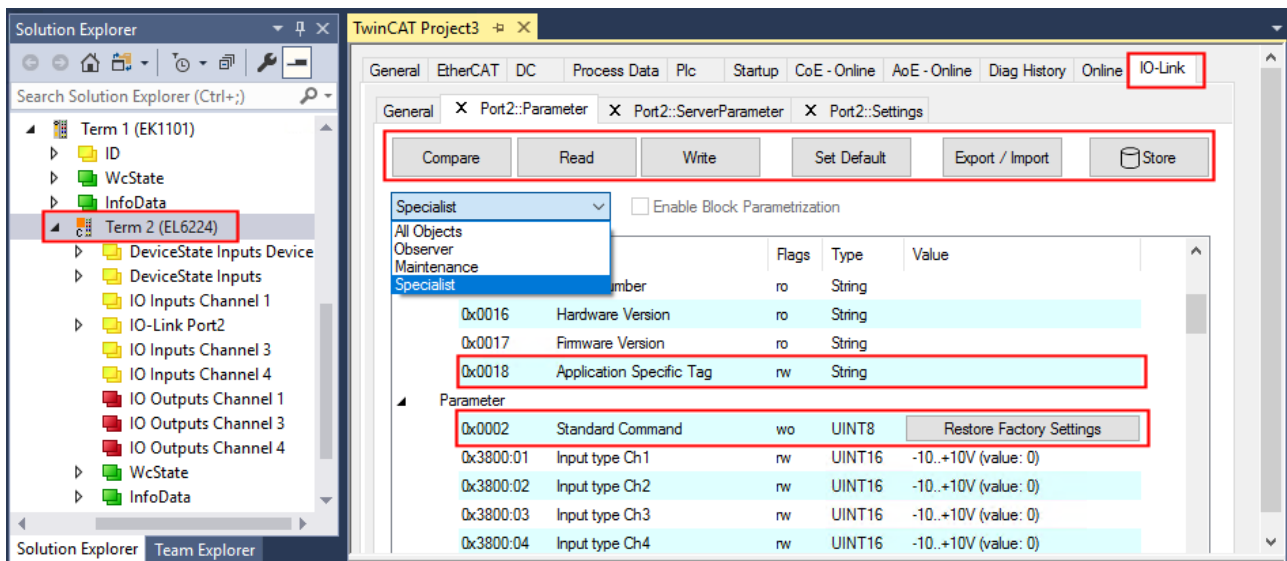 Solution Explorer
Search Solution Explorer (Ctrl+;)
Term 1 (EK1101)
ID
WcState
InfoData
Term 2 (EL6224)
DeviceState Inputs Device
DeviceState Inputs
IO Inputs Channel 1
IO-Link Port2
IO Inputs Channel 3
IO Inputs Channel 4
IO Outputs Channel 1
IO Outputs Channel 3
IO Outputs Channel 4
WcState
InfoData
Solution Explorer Team Explorer
TwinCAT Project3
General EtherCAT DC Process Data Plc Startup CoE - Online AoE - Online Diag History Online IO-Link
General X Port2::Parameter X Port2::ServerParameter X Port2::Settings
Compare Read Write Set Default Export / Import Store
Specialist Enable Block Parametrization
All Objects
Observer
Maintenance
Specialist
Flags Type Value
ro String
0x0016 Hardware Version ro String
0x0017 Firmware Version ro String
0x0018 Application Specific Tag rw String
Parameter
0x0002 Standard Command wo UINT8 Restore Factory Settings
0x3800:01 Input type Ch1 rw UINT16 -10..+10V (value: 0)
0x3800:02 Input type Ch2 rw UINT16 -10..+10V (value: 0)
0x3800:03 Input type Ch3 rw UINT16 -10..+10V (value: 0)
0x3800:04 Input type Ch4 rw UINT16 -10..+10V (value: 0)